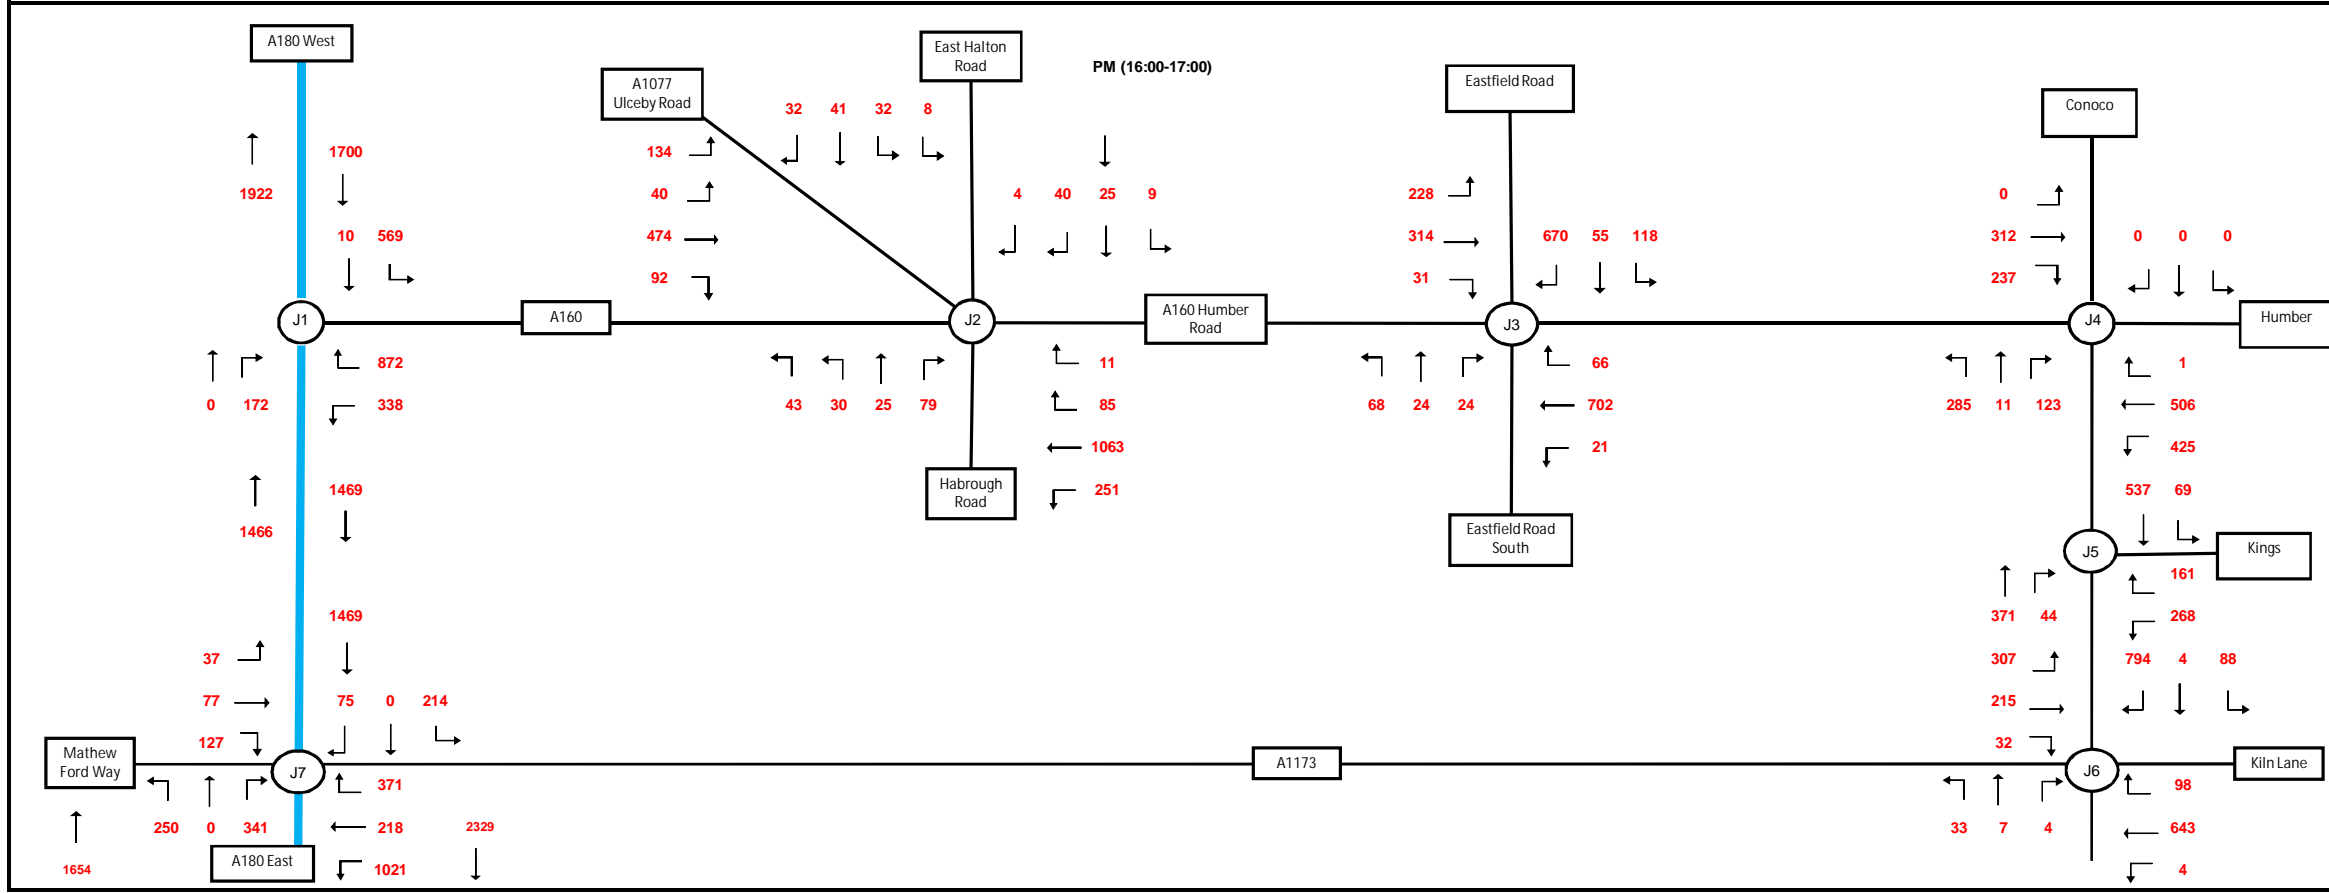 A180 West
East Halton
Road
PM (16:00-17:00)
A1077
Ulceby Road
Eastfield Road
Conoco
32 41 32 8
134
1700
1922
40
4 40 25 9
228
0
10 569
474
314
670 55 118
312
0 0 0
92
31
237
J1
A160
J2
A160 Humber
Road
J3
J4
Humber
872
11
66
1
0 172
338
43 30 25 79
85
68 24 24
702
285 11 123
506
1063
21
425
1469
Habrough
Road
251
537 69
1466
Eastfield Road
South
J5
Kings
161
1469
371 44
268
37
307
794 4 88
77
75 0 214
215
127
32
Mathew
Ford Way
J7
A1173
J6
Kiln Lane
371
98
250 0 341
218
2329
33 7 4
643
A180 East
1654
1021
4